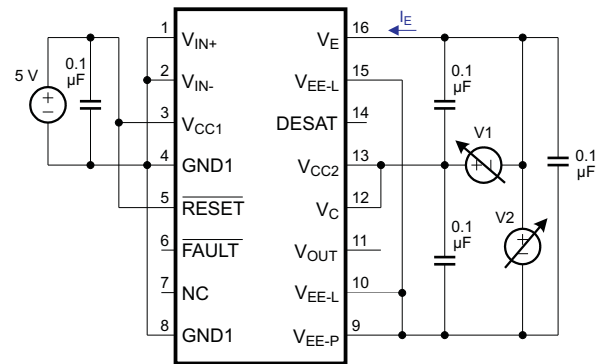 I_E
1 V_IN+ V_E 16
2 V_IN- V_EE-L 15
3 V_CC1 DESAT 14
4 GND1 V_CC2 13
5 RESET V_C 12
6 FAULT V_OUT 11
7 NC V_EE-L 10
8 GND1 V_EE-P 9
5 V
+
−
0.1
µF
0.1
µF
V1
+
−
0.1
µF
V2
+
−
0.1
µF